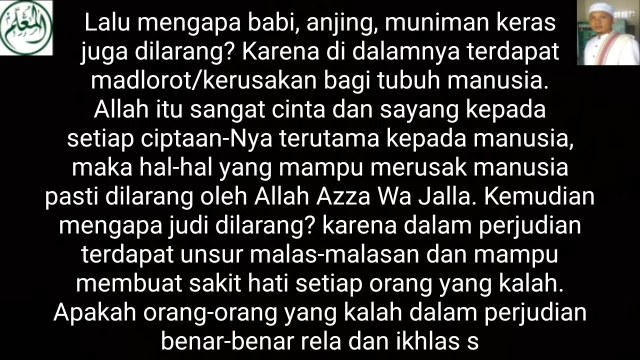 Lalu mengapa babi, anjing, muniman keras
juga dilarang? Karena di dalamnya terdapat
madlorot/kerusakan bagi tubuh manusia.
Allah itu sangat cinta dan sayang kepada
setiap ciptaan-Nya terutama kepada manusia,
maka hal-hal yang mampu merusak manusia
pasti dilarang oleh Allah Azza Wa Jalla. Kemudian
mengapa judi dilarang? karena dalam perjudian
terdapat unsur malas-malasan dan mampu
membuat sakit hati setiap orang yang kalah.
Apakah orang-orang yang kalah dalam perjudian
benar-benar rela dan ikhlas s